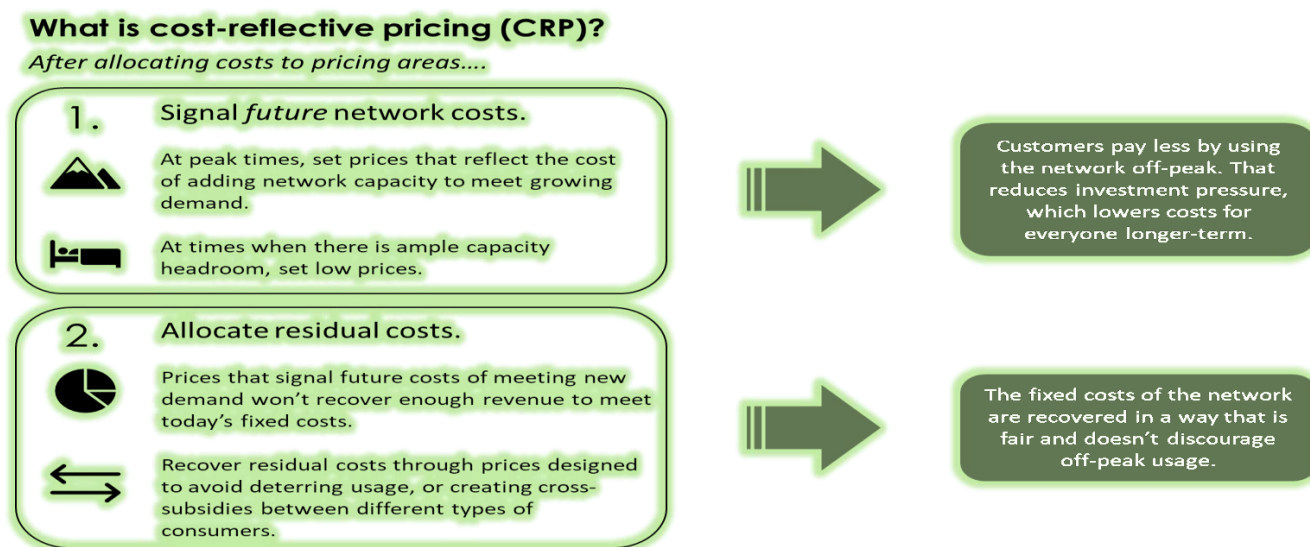 What is cost-reflective pricing (CRP)?
After allocating costs to pricing areas....
1.
Signal future network costs.
At peak times, set prices that reflect the cost
of adding network capacity to meet growing
demand.
At times when there is ample capacity
headroom, set low prices.
Customers pay less by using
the network off-peak. That
reduces investment pressure,
which lowers costs for
everyone longer-term.
2.
Allocate residual costs.
Prices that signal future costs of meeting new
demand won't recover enough revenue to meet
today's fixed costs.
Recover residual costs through prices designed
to avoid deterring usage, or creating cross-
subsidies between different types of
consumers.
The fixed costs of the network
are recovered in a way that is
fair and doesn't discourage
off-peak usage.